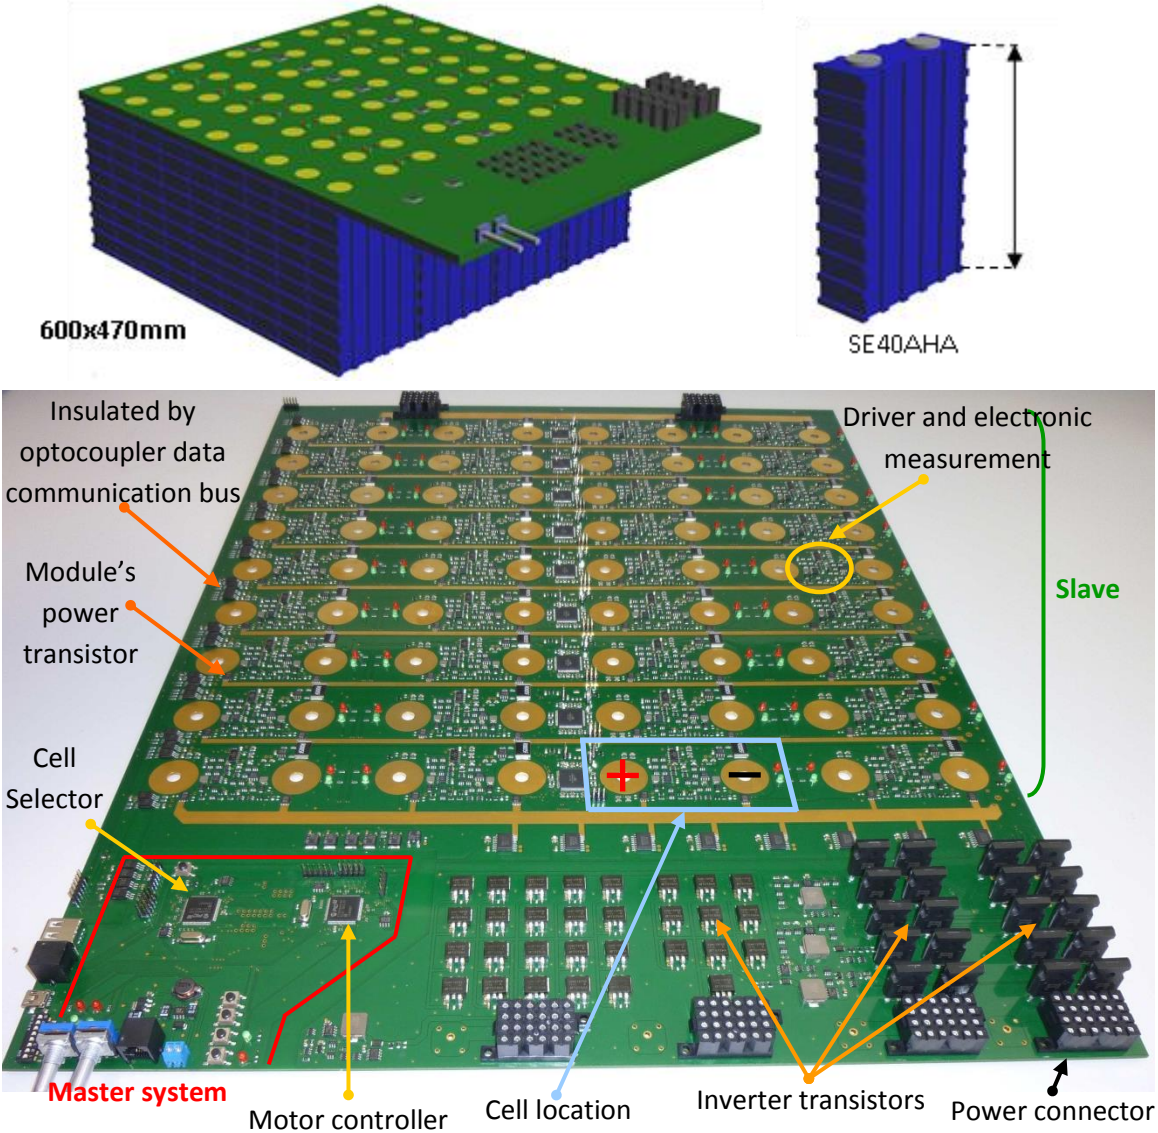 600x470mm
SE40AHA
Insulated by
optocoupler data
communication bus
Driver and electronic
measurement
Module's
power
transistor
Slave
Cell
Selector
+
−
Master system
Motor controller
Cell location
Inverter transistors
Power connector